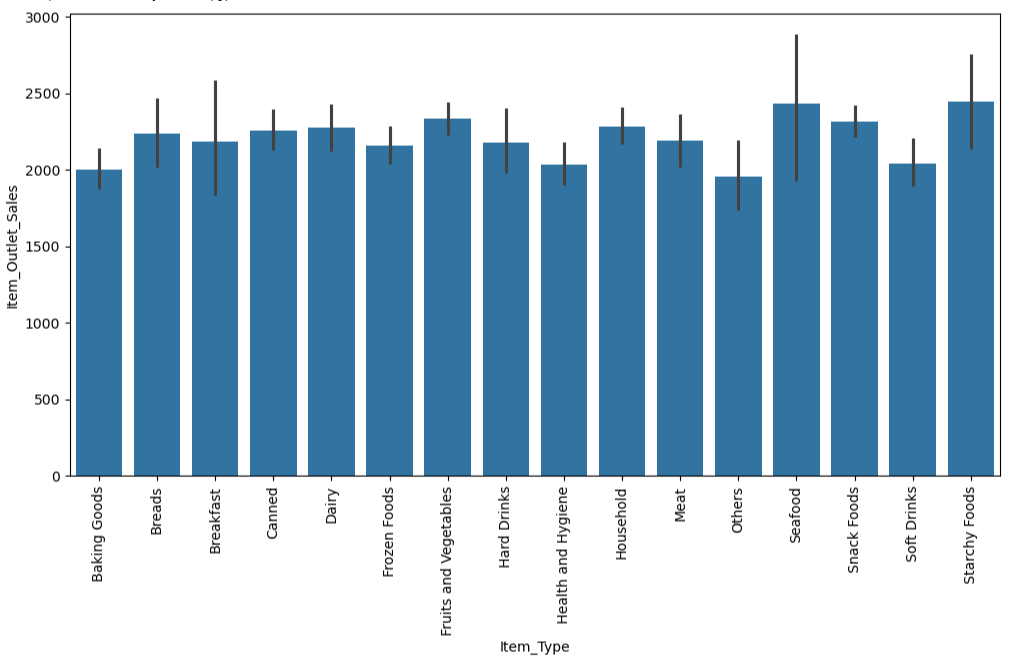 3000
2500
2000
1500
1000
500
0
Item_Outlet_Sales
Baking Goods
Breads
Breakfast
Canned
Dairy
Frozen Foods
Fruits and Vegetables
Hard Drinks
Health and Hygiene
Household
Meat
Others
Seafood
Snack Foods
Soft Drinks
Starchy Foods
Item_Type